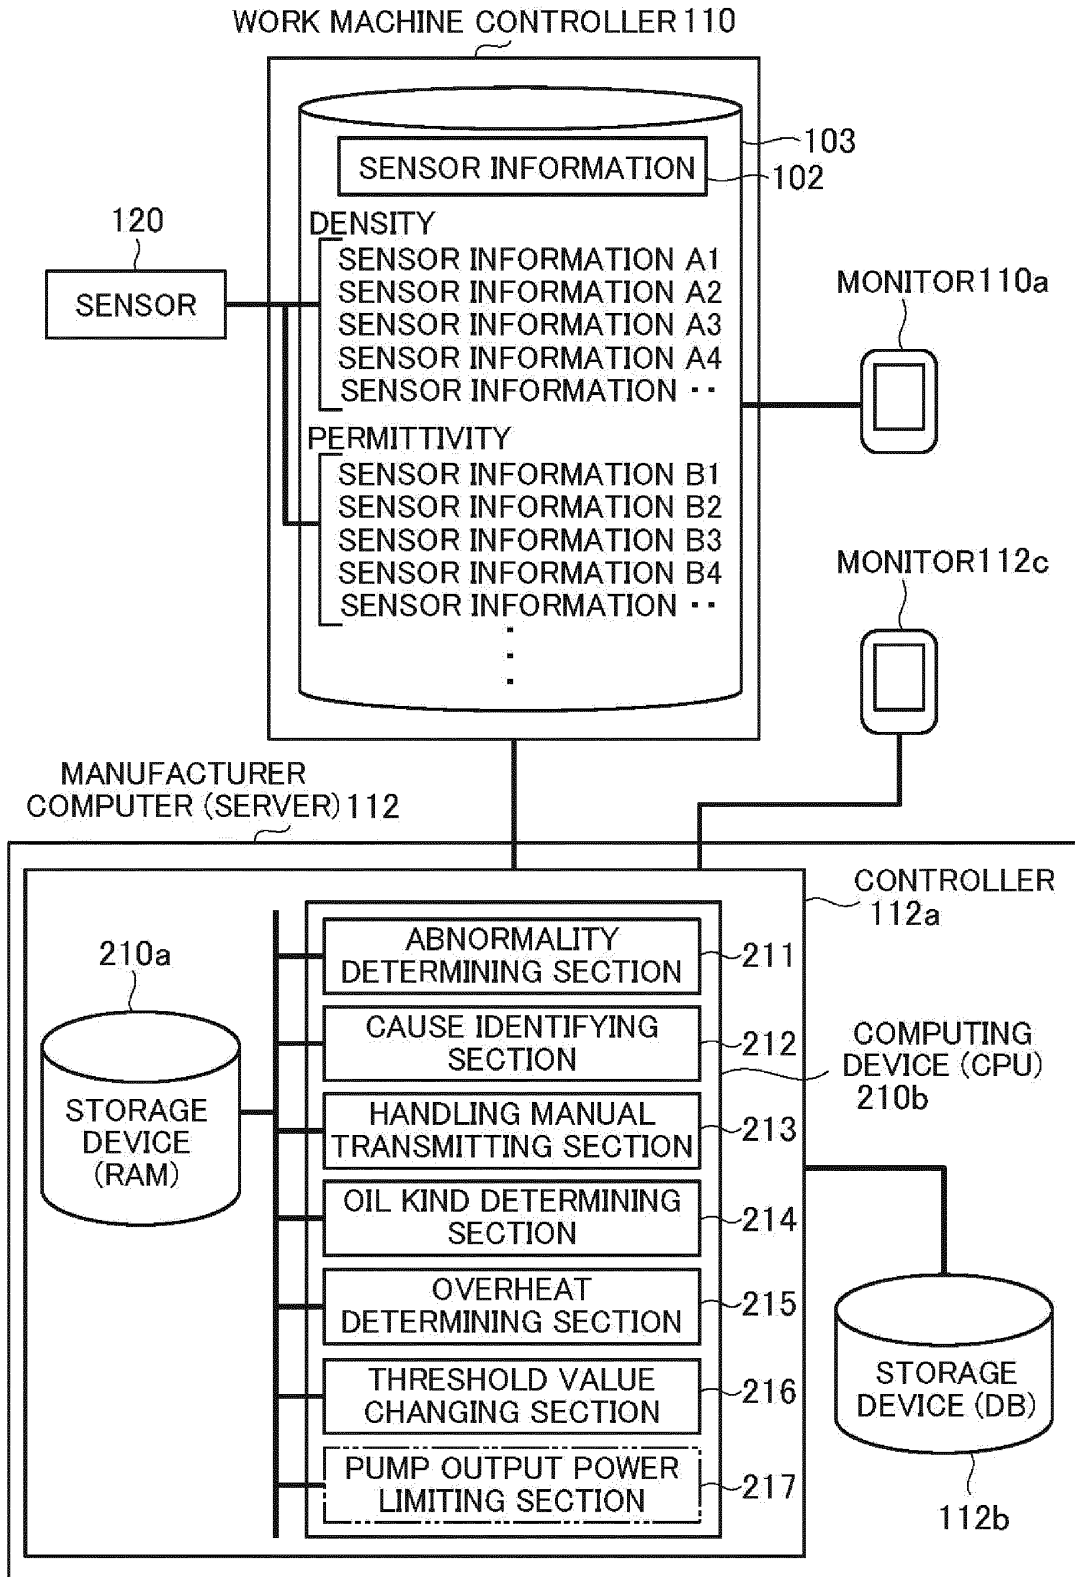 WORK MACHINE CONTROLLER 110
103
SENSOR INFORMATION
102
120
SENSOR
DENSITY
SENSOR INFORMATION A1
SENSOR INFORMATION A2
SENSOR INFORMATION A3
SENSOR INFORMATION A4
SENSOR INFORMATION ‥
MONITOR110a
PERMITTIVITY
SENSOR INFORMATION B1
SENSOR INFORMATION B2
SENSOR INFORMATION B3
SENSOR INFORMATION B4
SENSOR INFORMATION ‥
MONITOR112c
MANUFACTURER
COMPUTER (SERVER) 112
CONTROLLER
112a
210a
STORAGE
DEVICE
(RAM)
ABNORMALITY
DETERMINING SECTION
211
CAUSE IDENTIFYING
SECTION
212
COMPUTING
DEVICE (CPU)
210b
HANDLING MANUAL
TRANSMITTING SECTION
213
OIL KIND DETERMINING
SECTION
214
OVERHEAT
DETERMINING SECTION
215
THRESHOLD VALUE
CHANGING SECTION
216
PUMP OUTPUT POWER
LIMITING SECTION
217
STORAGE
DEVICE (DB)
112b